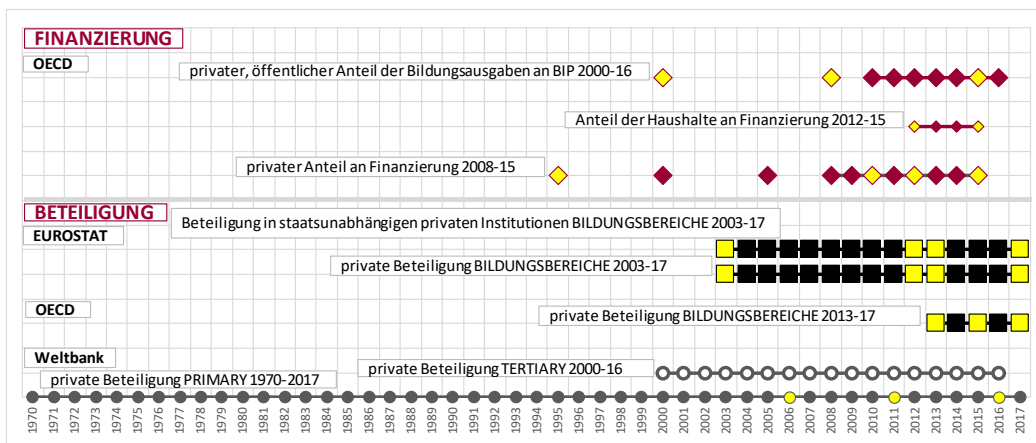 FINANZIERUNG
OECD
privater, öffentlicher Anteil der Bildungsausgaben an BIP 2000-16
Anteil der Haushalte an Finanzierung 2012-15
privater Anteil an Finanzierung 2008-15
BETEILIGUNG
Beteiligung in staatsunabhängigen privaten Institutionen BILDUNGSBEREICHE 2003-17
EUROSTAT
private Beteiligung BILDUNGSBEREICHE 2003-17
OECD
private Beteiligung BILDUNGSBEREICHE 2013-17
Weltbank
private Beteiligung TERTIARY 2000-16
private Beteiligung PRIMARY 1970-2017
1970 1971 1972 1973 1974 1975 1976 1977 1978 1979 1980 1981 1982 1983 1984 1985 1986 1987 1988 1989 1990 1991 1992 1993 1994 1995 1996 1997 1998 1999 2000 2001 2002 2003 2004 2005 2006 2007 2008 2009 2010 2011 2012 2013 2014 2015 2016 2017